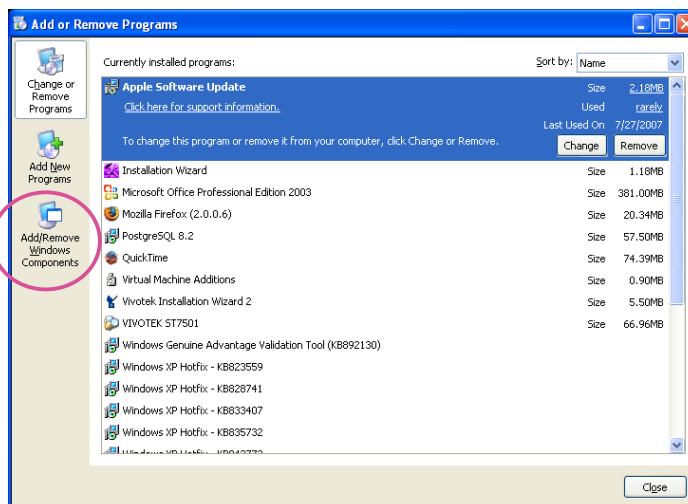 Add or Remove Programs
Change or
Remove
Programs
Add New
Programs
Add/Remove
Windows
Components
Currently installed programs:
Sort by: Name
Apple Software Update Size 2.18MB
Click here for support information. Used rarely
Last Used On 7/27/2007
To change this program or remove it from your computer, click Change or Remove. Change Remove
Installation Wizard Size 1.18MB
Microsoft Office Professional Edition 2003 Size 381.00MB
Mozilla Firefox (2.0.0.6) Size 20.34MB
PostgreSQL 8.2 Size 57.50MB
QuickTime Size 74.39MB
Virtual Machine Additions Size 0.90MB
Vivotek Installation Wizard 2 Size 5.50MB
VIVOTEK ST7501 Size 66.96MB
Windows Genuine Advantage Validation Tool (KB892130)
Windows XP Hotfix - KB823559
Windows XP Hotfix - KB828741
Windows XP Hotfix - KB833407
Windows XP Hotfix - KB835732
Windows XP Hotfix
Close